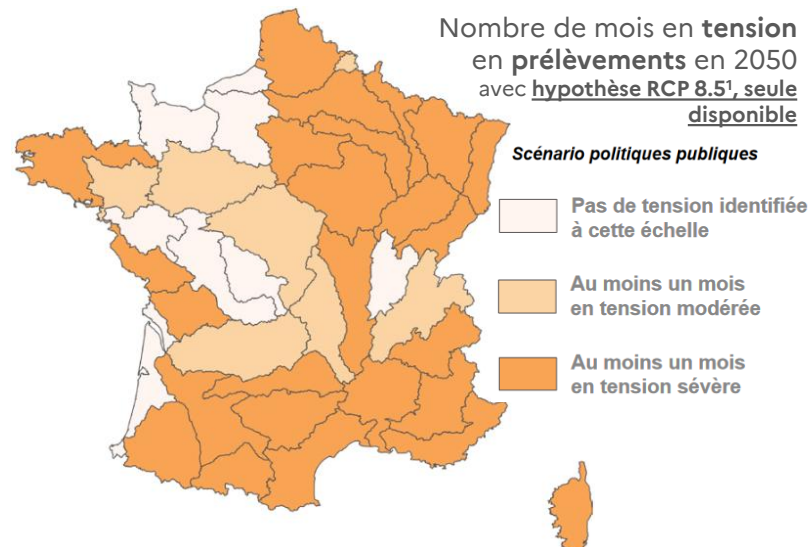 Nombre de mois en tension
en prélèvements en 2050
avec hypothèse RCP 8.5¹, seule
disponible
Scénario politiques publiques
Pas de tension identifiée
à cette échelle
Au moins un mois
en tension modérée
Au moins un mois
en tension sévère